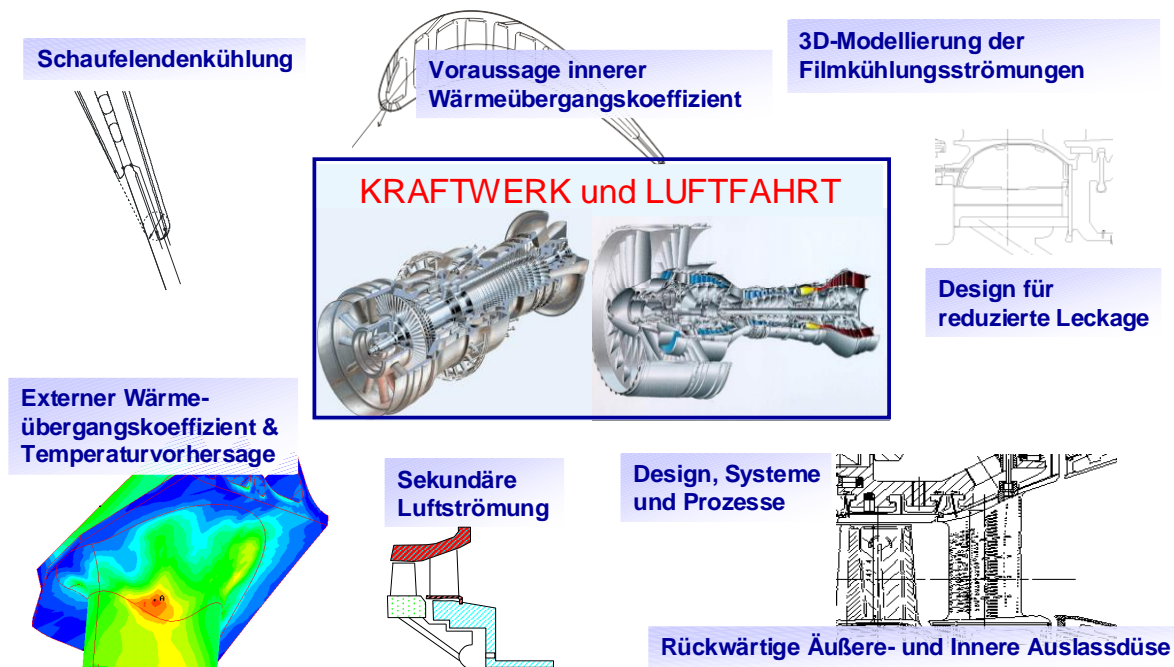 Schaufelendenkühlung
Voraussage innerer
Wärmeübergangskoeffizient
3D-Modellierung der
Filmkühlungsströmungen
KRAFTWERK und LUFTFAHRT
Design für
reduzierte Leckage
Externer Wärme-
übergangskoeffizient &
Temperaturvorhersage
A
Sekundäre
Luftströmung
Design, Systeme
und Prozesse
Rückwärtige Äußere- und Innere Auslassdüse